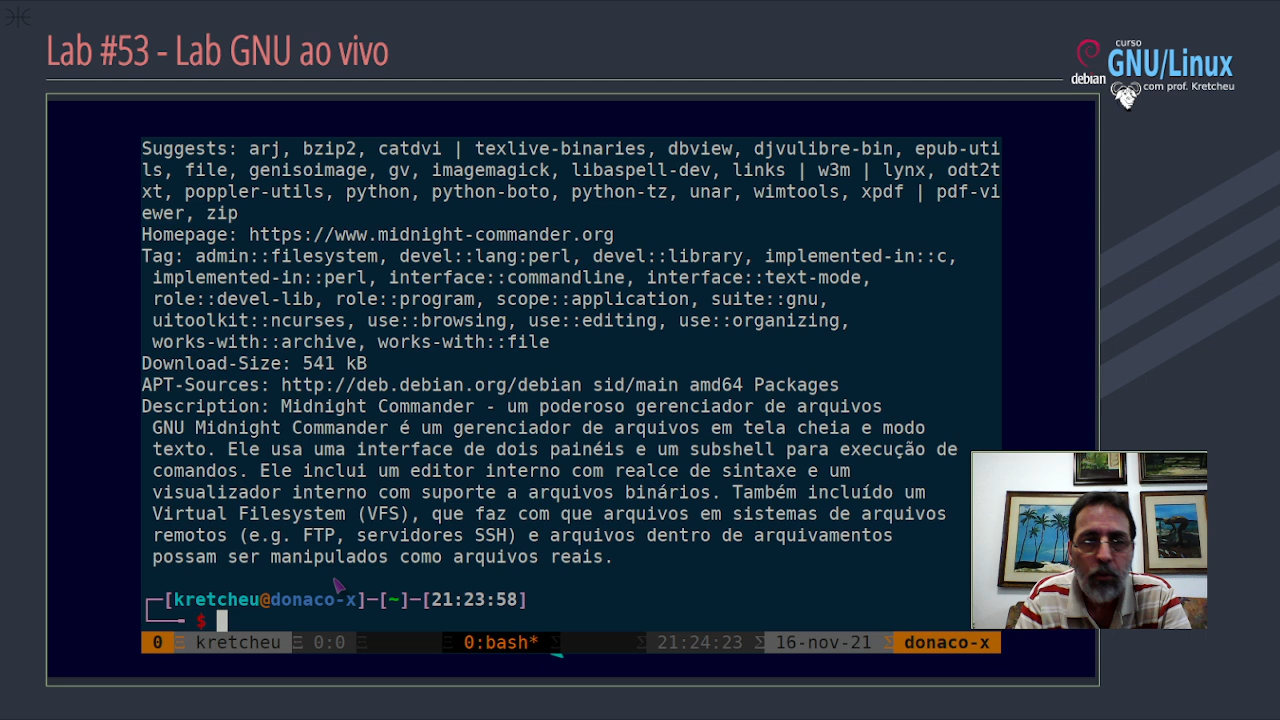 Lab #53 - Lab GNU ao vivo
curso
GNU/Linux
debian
com prof. Kretcheu
Suggests: arj, bzip2, catdvi | texlive-binaries, dbview, djvulibre-bin, epub-uti
ls, file, genisoimage, gv, imagemagick, libaspell-dev, links | w3m | lynx, odt2t
xt, poppler-utils, python, python-boto, python-tz, unar, wimtools, xpdf | pdf-vi
ewer, zip
Homepage: https://www.midnight-commander.org
Tag: admin::filesystem, devel::lang:perl, devel::library, implemented-in::c,
implemented-in::perl, interface::commandline, interface::text-mode,
role::devel-lib, role::program, scope::application, suite::gnu,
uitoolkit::ncurses, use::browsing, use::editing, use::organizing,
works-with::archive, works-with::file
Download-Size: 541 kB
APT-Sources: http://deb.debian.org/debian sid/main amd64 Packages
Description: Midnight Commander - um poderoso gerenciador de arquivos
GNU Midnight Commander é um gerenciador de arquivos em tela cheia e modo
texto. Ele usa uma interface de dois painéis e um subshell para execução de
comandos. Ele inclui um editor interno com realce de sintaxe e um
visualizador interno com suporte a arquivos binários. Também incluído um
Virtual Filesystem (VFS), que faz com que arquivos em sistemas de arquivos
remotos (e.g. FTP, servidores SSH) e arquivos dentro de arquivamentos
possam ser manipulados como arquivos reais.
┌─[kretcheu@donaco-x]─[~]─[21:23:58]
└──╼ $
0 Ξ kretcheu Ξ 0:0 Ξ Ξ 0:bash* Σ Σ 21:24:23 Σ 16-nov-21 Σ donaco-x